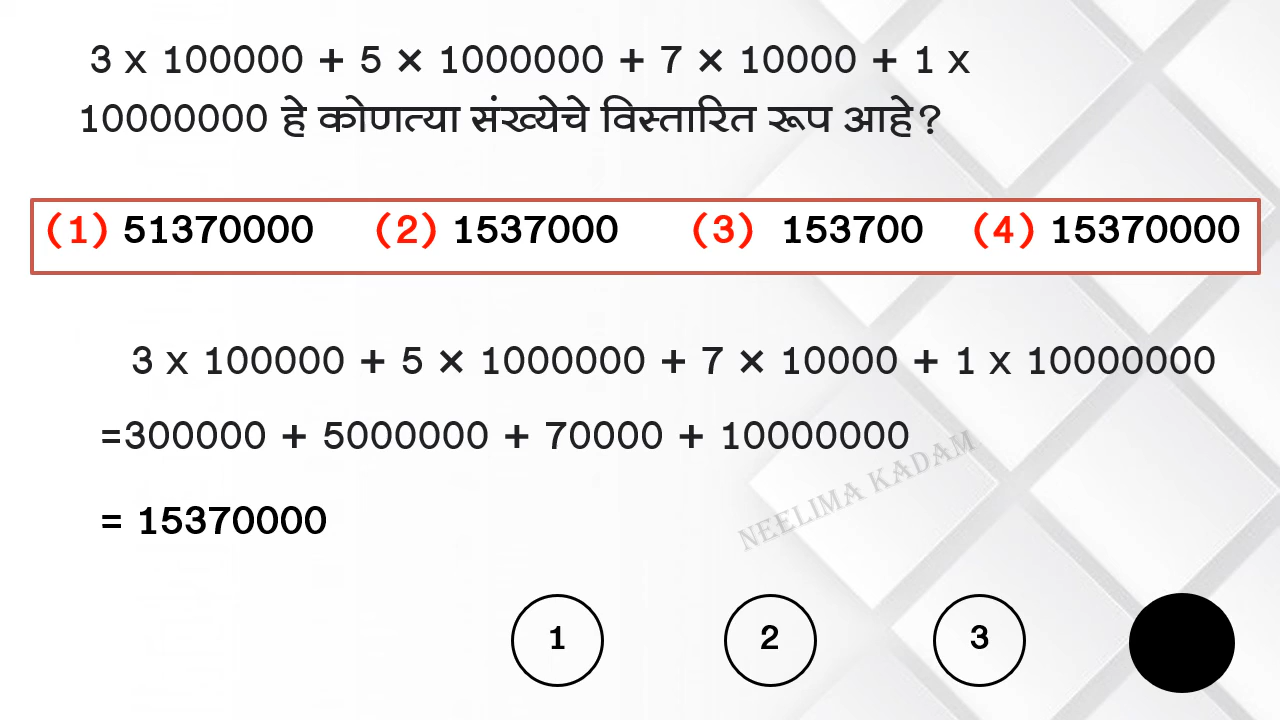 3 x 100000 + 5 × 1000000 + 7 × 10000 + 1 x
10000000 हे कोणत्या संख्येचे विस्तारित रूप आहे?
(1) 51370000 (2) 1537000 (3) 153700 (4) 15370000
3 x 100000 + 5 × 1000000 + 7 × 10000 + 1 x 10000000
=300000 + 5000000 + 70000 + 10000000
= 15370000
NEELIMA KADAM
1 2 3